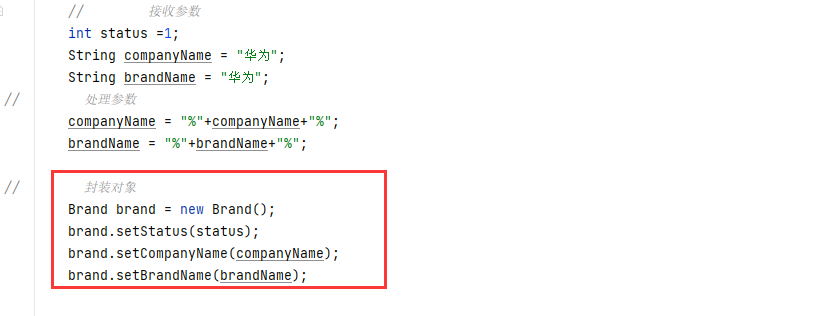 //        接收参数
int status =1;
String companyName = "华为";
String brandName = "华为";
//        处理参数
companyName = "%"+companyName+"%";
brandName = "%"+brandName+"%";
//        封装对象
Brand brand = new Brand();
brand.setStatus(status);
brand.setCompanyName(companyName);
brand.setBrandName(brandName);